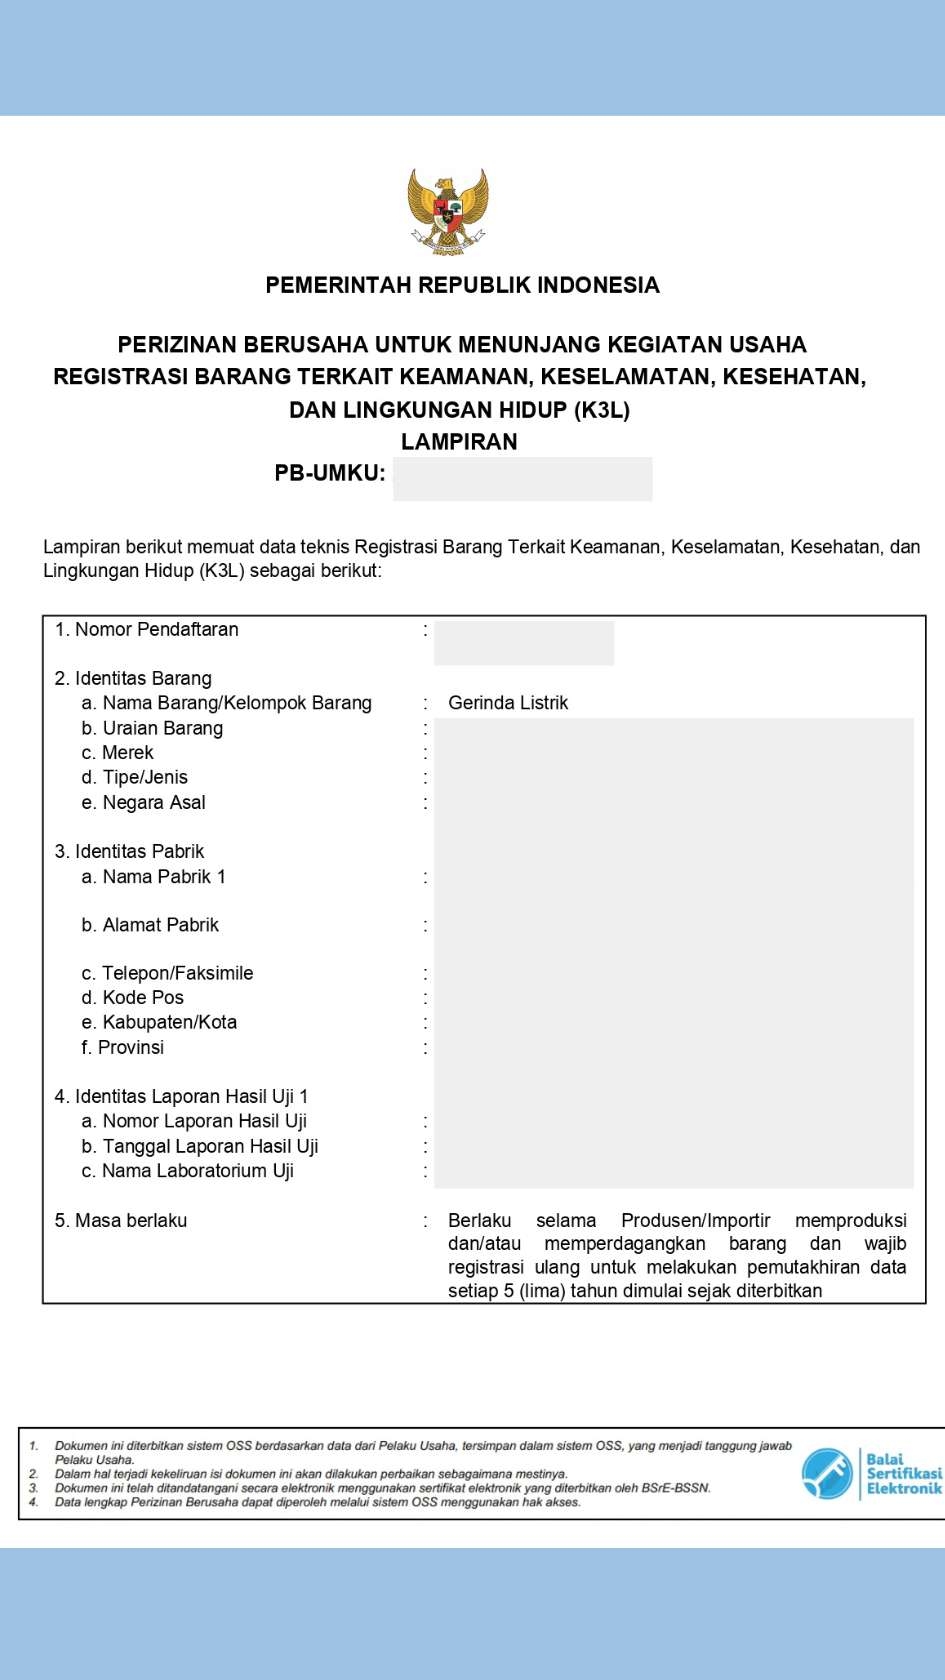 PEMERINTAH REPUBLIK INDONESIA
PERIZINAN BERUSAHA UNTUK MENUNJANG KEGIATAN USAHA
REGISTRASI BARANG TERKAIT KEAMANAN, KESELAMATAN, KESEHATAN,
DAN LINGKUNGAN HIDUP (K3L)
LAMPIRAN
PB-UMKU:
Lampiran berikut memuat data teknis Registrasi Barang Terkait Keamanan, Keselamatan, Kesehatan, dan
Lingkungan Hidup (K3L) sebagai berikut:
1. Nomor Pendaftaran :
2. Identitas Barang
a. Nama Barang/Kelompok Barang : Gerinda Listrik
b. Uraian Barang :
c. Merek :
d. Tipe/Jenis :
e. Negara Asal :
3. Identitas Pabrik
a. Nama Pabrik 1 :
b. Alamat Pabrik :
c. Telepon/Faksimile :
d. Kode Pos :
e. Kabupaten/Kota :
f. Provinsi :
4. Identitas Laporan Hasil Uji 1
a. Nomor Laporan Hasil Uji :
b. Tanggal Laporan Hasil Uji :
c. Nama Laboratorium Uji :
5. Masa berlaku : Berlaku selama Produsen/Importir memproduksi
dan/atau memperdagangkan barang dan wajib
registrasi ulang untuk melakukan pemutakhiran data
setiap 5 (lima) tahun dimulai sejak diterbitkan
1. Dokumen ini diterbitkan sistem OSS berdasarkan data dari Pelaku Usaha, tersimpan dalam sistem OSS, yang menjadi tanggung jawab
Pelaku Usaha.
2. Dalam hal terjadi kekeliruan isi dokumen ini akan dilakukan perbaikan sebagaimana mestinya.
3. Dokumen ini telah ditandatangani secara elektronik menggunakan sertifikat elektronik yang diterbitkan oleh BSrE-BSSN.
4. Data lengkap Perizinan Berusaha dapat diperoleh melalui sistem OSS menggunakan hak akses.
Balai
Sertifikasi
Elektronik